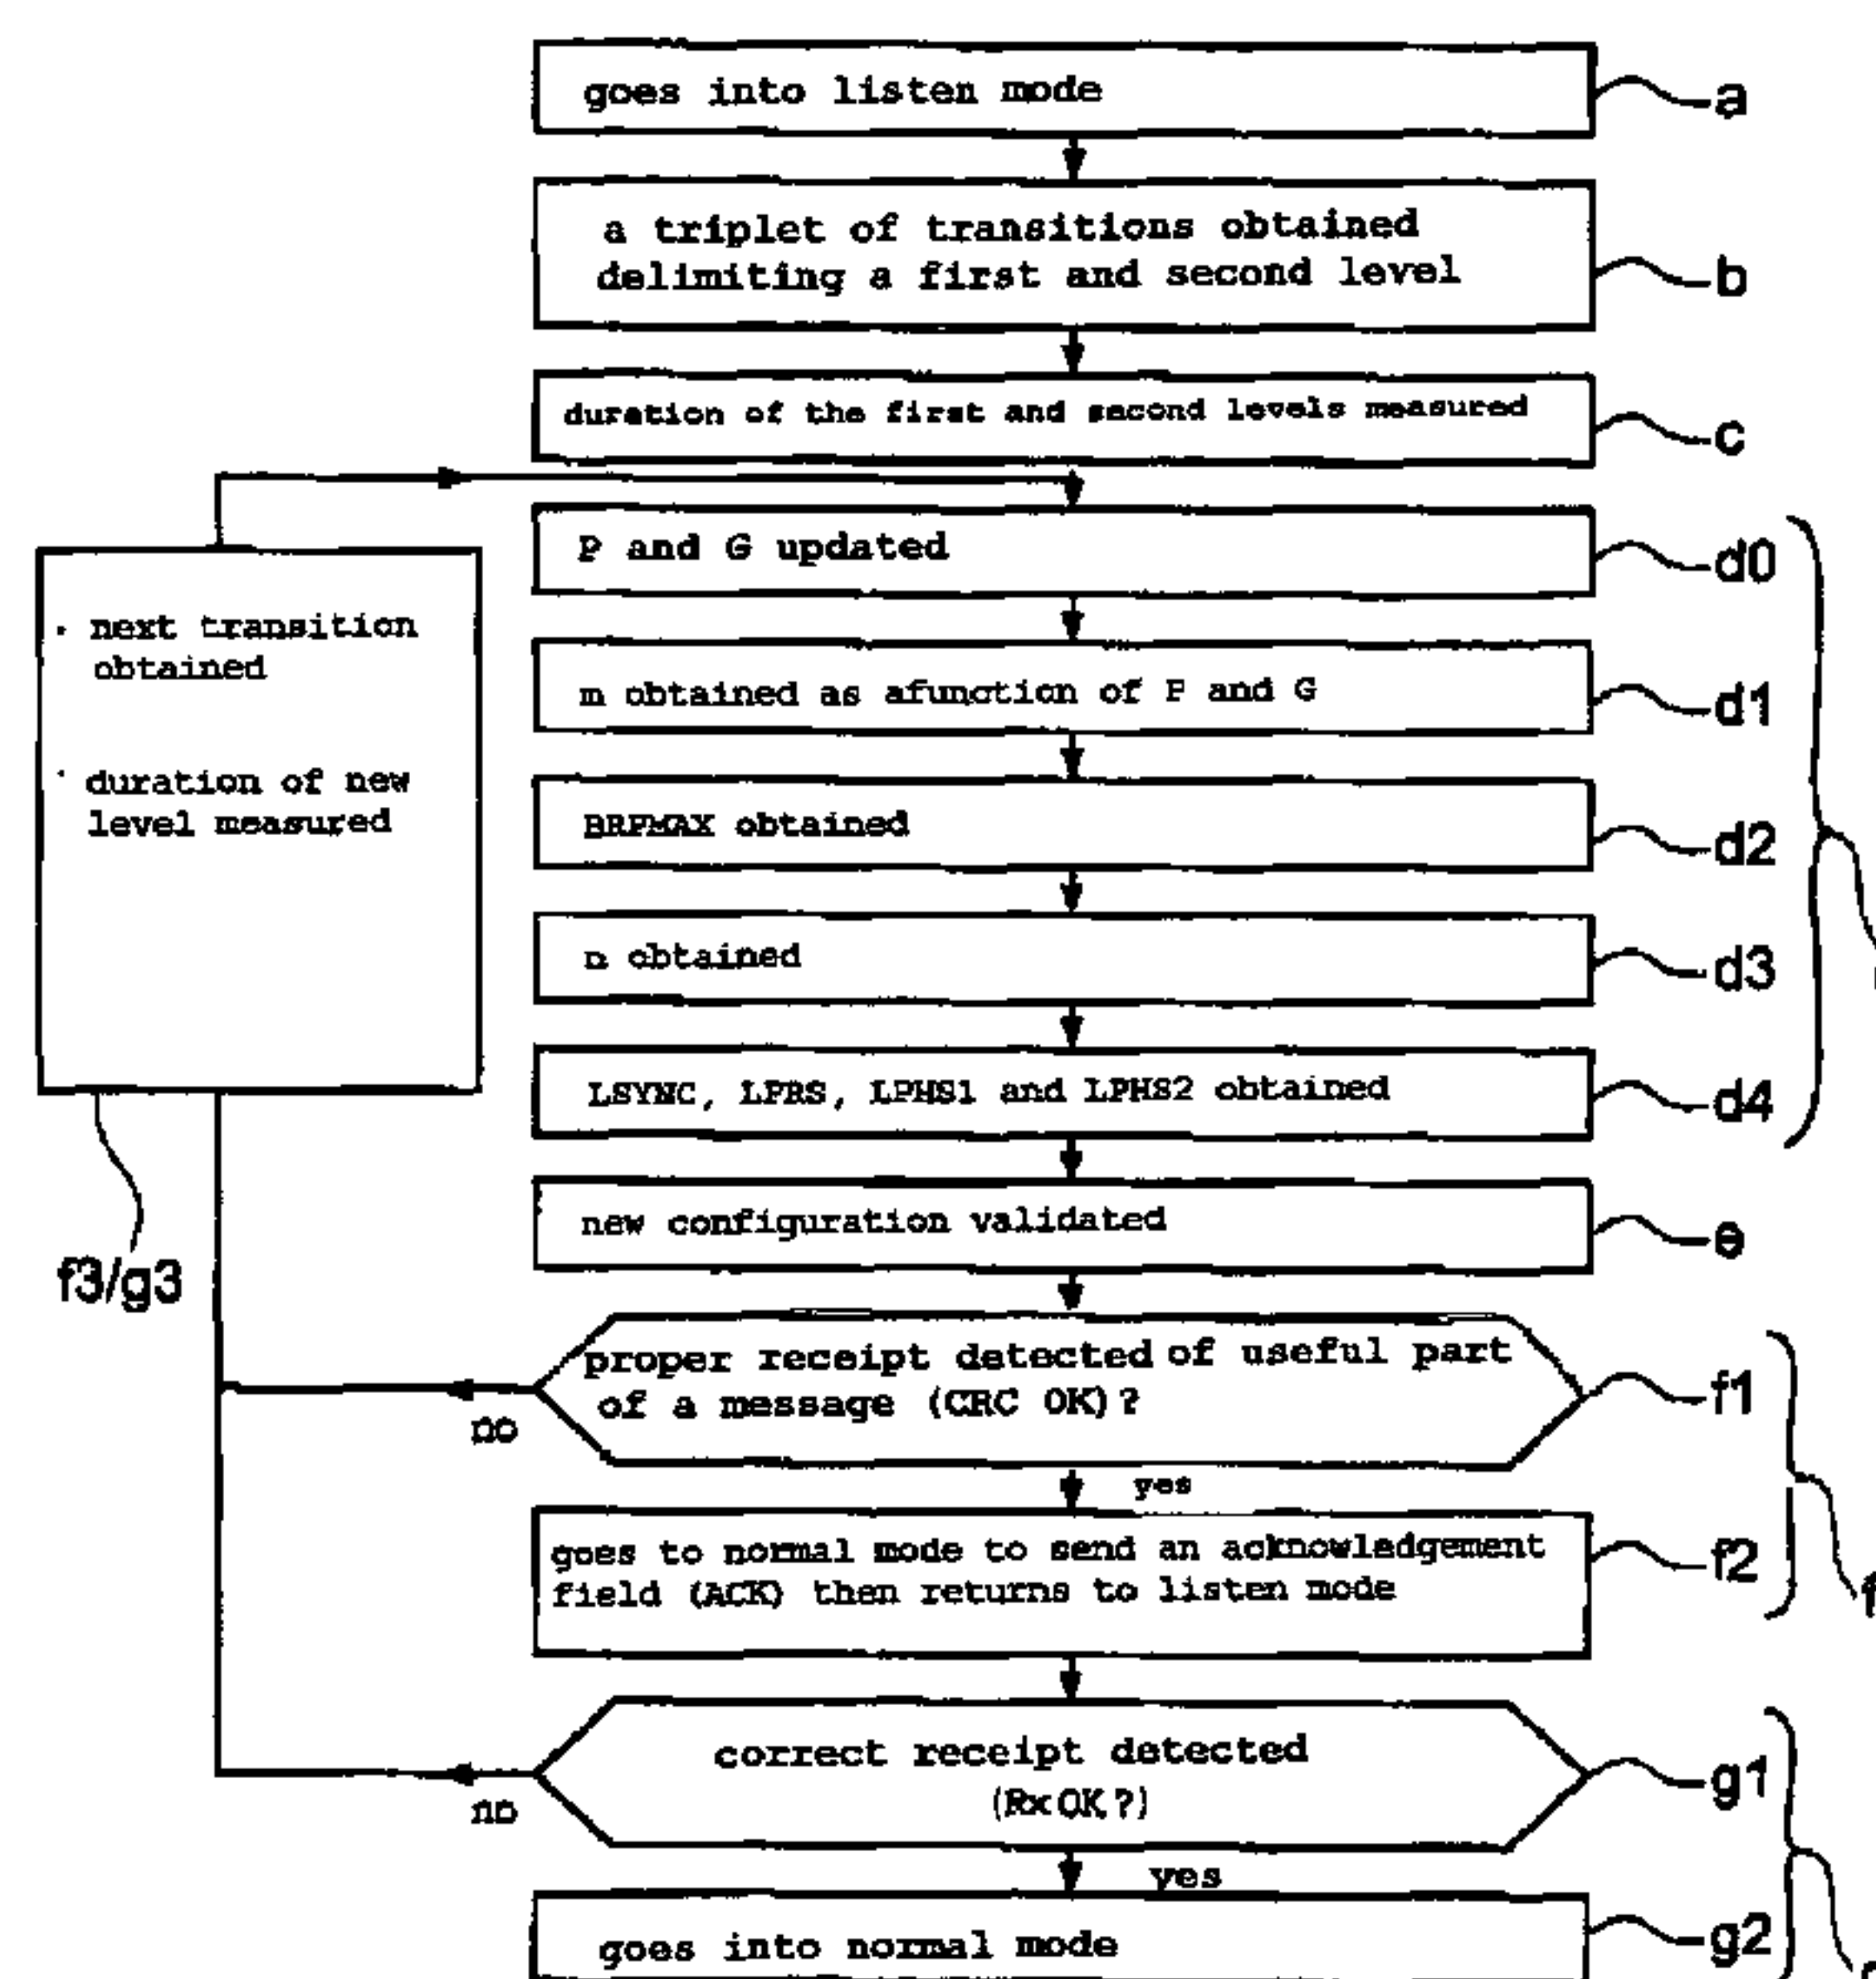 goes into listen mode
a
a triplet of transitions obtained
delimiting a first and second level
b
duration of the first and second levels measured
c
P and G updated
d0
· next transition
obtained
· duration of new
level measured
f3/g3
m obtained as afunction of P and G
d1
BRPMAX obtained
d2
n obtained
d3
LSYNC, LPRS, LPHS1 and LPHS2 obtained
d4
new configuration validated
e
proper receipt detected of useful part
of a message (CRC OK)?
f1
no
yes
goes to normal mode to send an acknowledgement
field (ACK) then returns to listen mode
f2
f
correct receipt detected
(Rx OK?)
g1
no
yes
goes into normal mode
g2